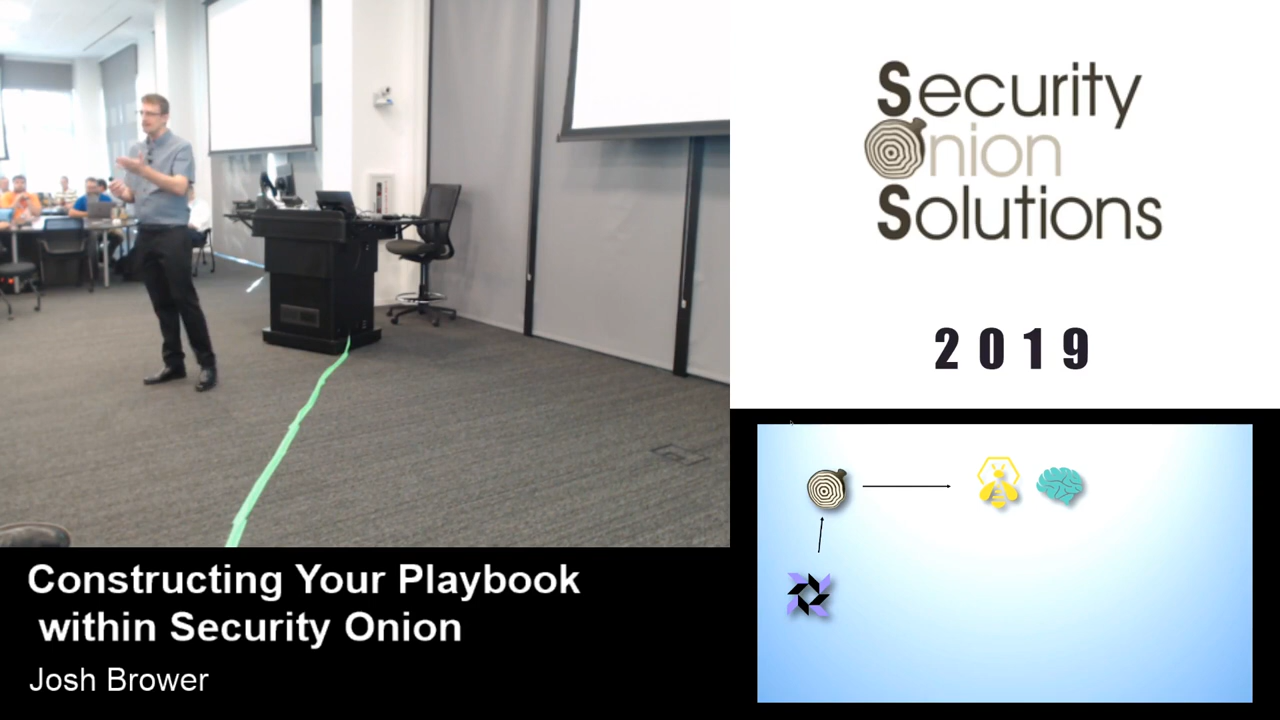 Security
Onion
Solutions
2019
Constructing Your Playbook
within Security Onion
Josh Brower